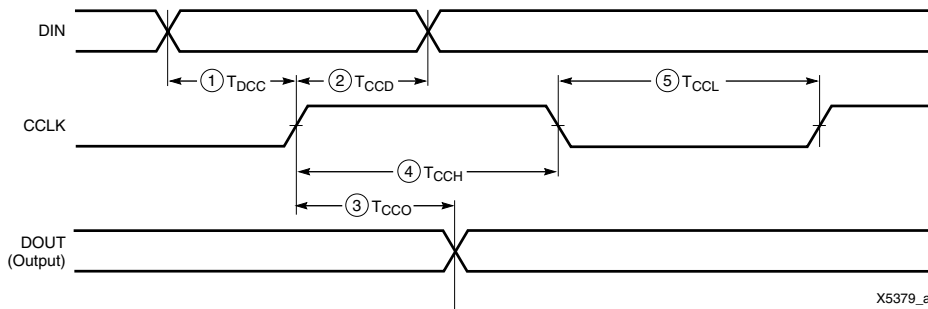 DIN
① T_DCC
② T_CCD
⑤ T_CCL
CCLK
④ T_CCH
③ T_CCO
DOUT
(Output)
X5379_a